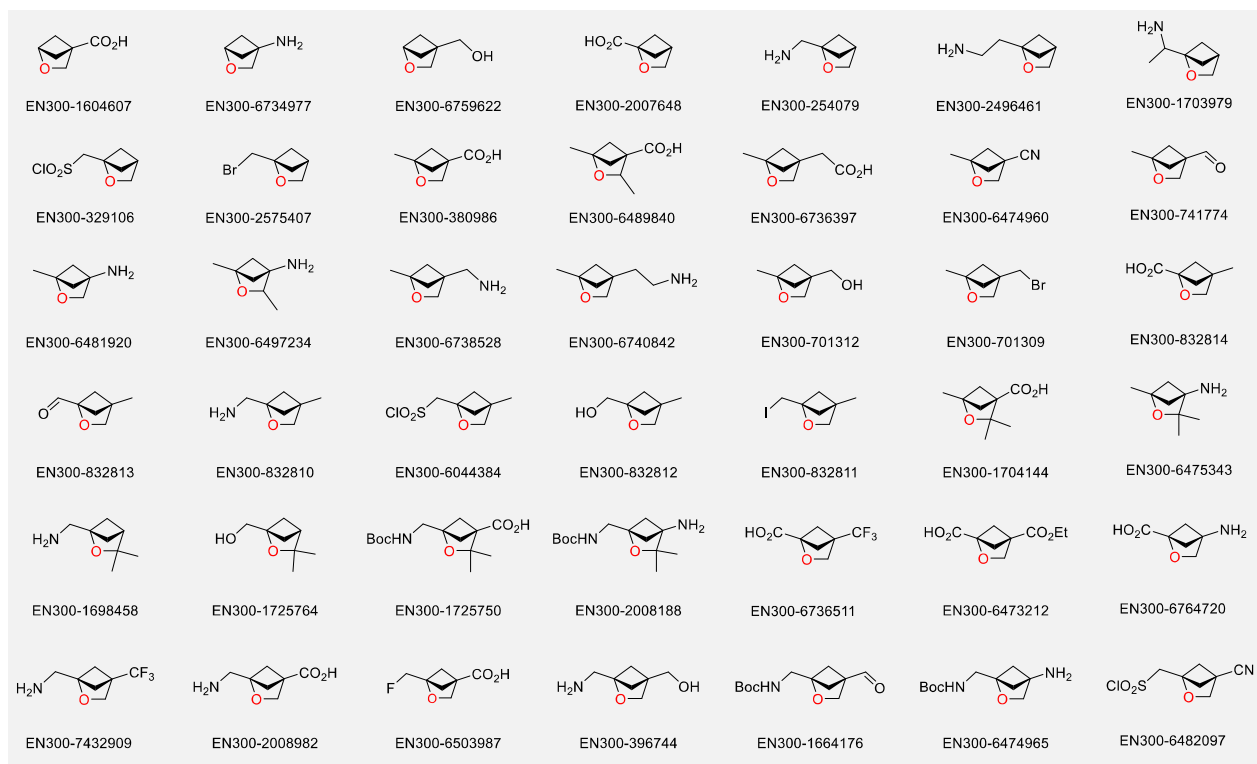 CO2H
O
EN300-1604607
NH2
O
EN300-6734977
OH
O
EN300-6759622
HO2C
O
EN300-2007648
H2N
O
EN300-254079
H2N
O
EN300-2496461
H2N
O
EN300-1703979
ClO2S
O
EN300-329106
Br
O
EN300-2575407
CO2H
O
EN300-380986
CO2H
O
EN300-6489840
CO2H
O
EN300-6736397
CN
O
EN300-6474960
O
O
EN300-741774
NH2
O
EN300-6481920
NH2
O
EN300-6497234
NH2
O
EN300-6738528
NH2
O
EN300-6740842
OH
O
EN300-701312
Br
O
EN300-701309
HO2C
O
EN300-832814
O
O
EN300-832813
H2N
O
EN300-832810
ClO2S
O
EN300-6044384
HO
O
EN300-832812
I
O
EN300-832811
CO2H
O
EN300-1704144
NH2
O
EN300-6475343
H2N
O
EN300-1698458
HO
O
EN300-1725764
BocHN
CO2H
O
EN300-1725750
BocHN
NH2
O
EN300-2008188
HO2C
CF3
O
EN300-6736511
HO2C
CO2Et
O
EN300-6473212
HO2C
NH2
O
EN300-6764720
H2N
CF3
O
EN300-7432909
H2N
CO2H
O
EN300-2008982
F
CO2H
O
EN300-6503987
H2N
OH
O
EN300-396744
BocHN
O
O
EN300-1664176
BocHN
NH2
O
EN300-6474965
ClO2S
CN
O
EN300-6482097